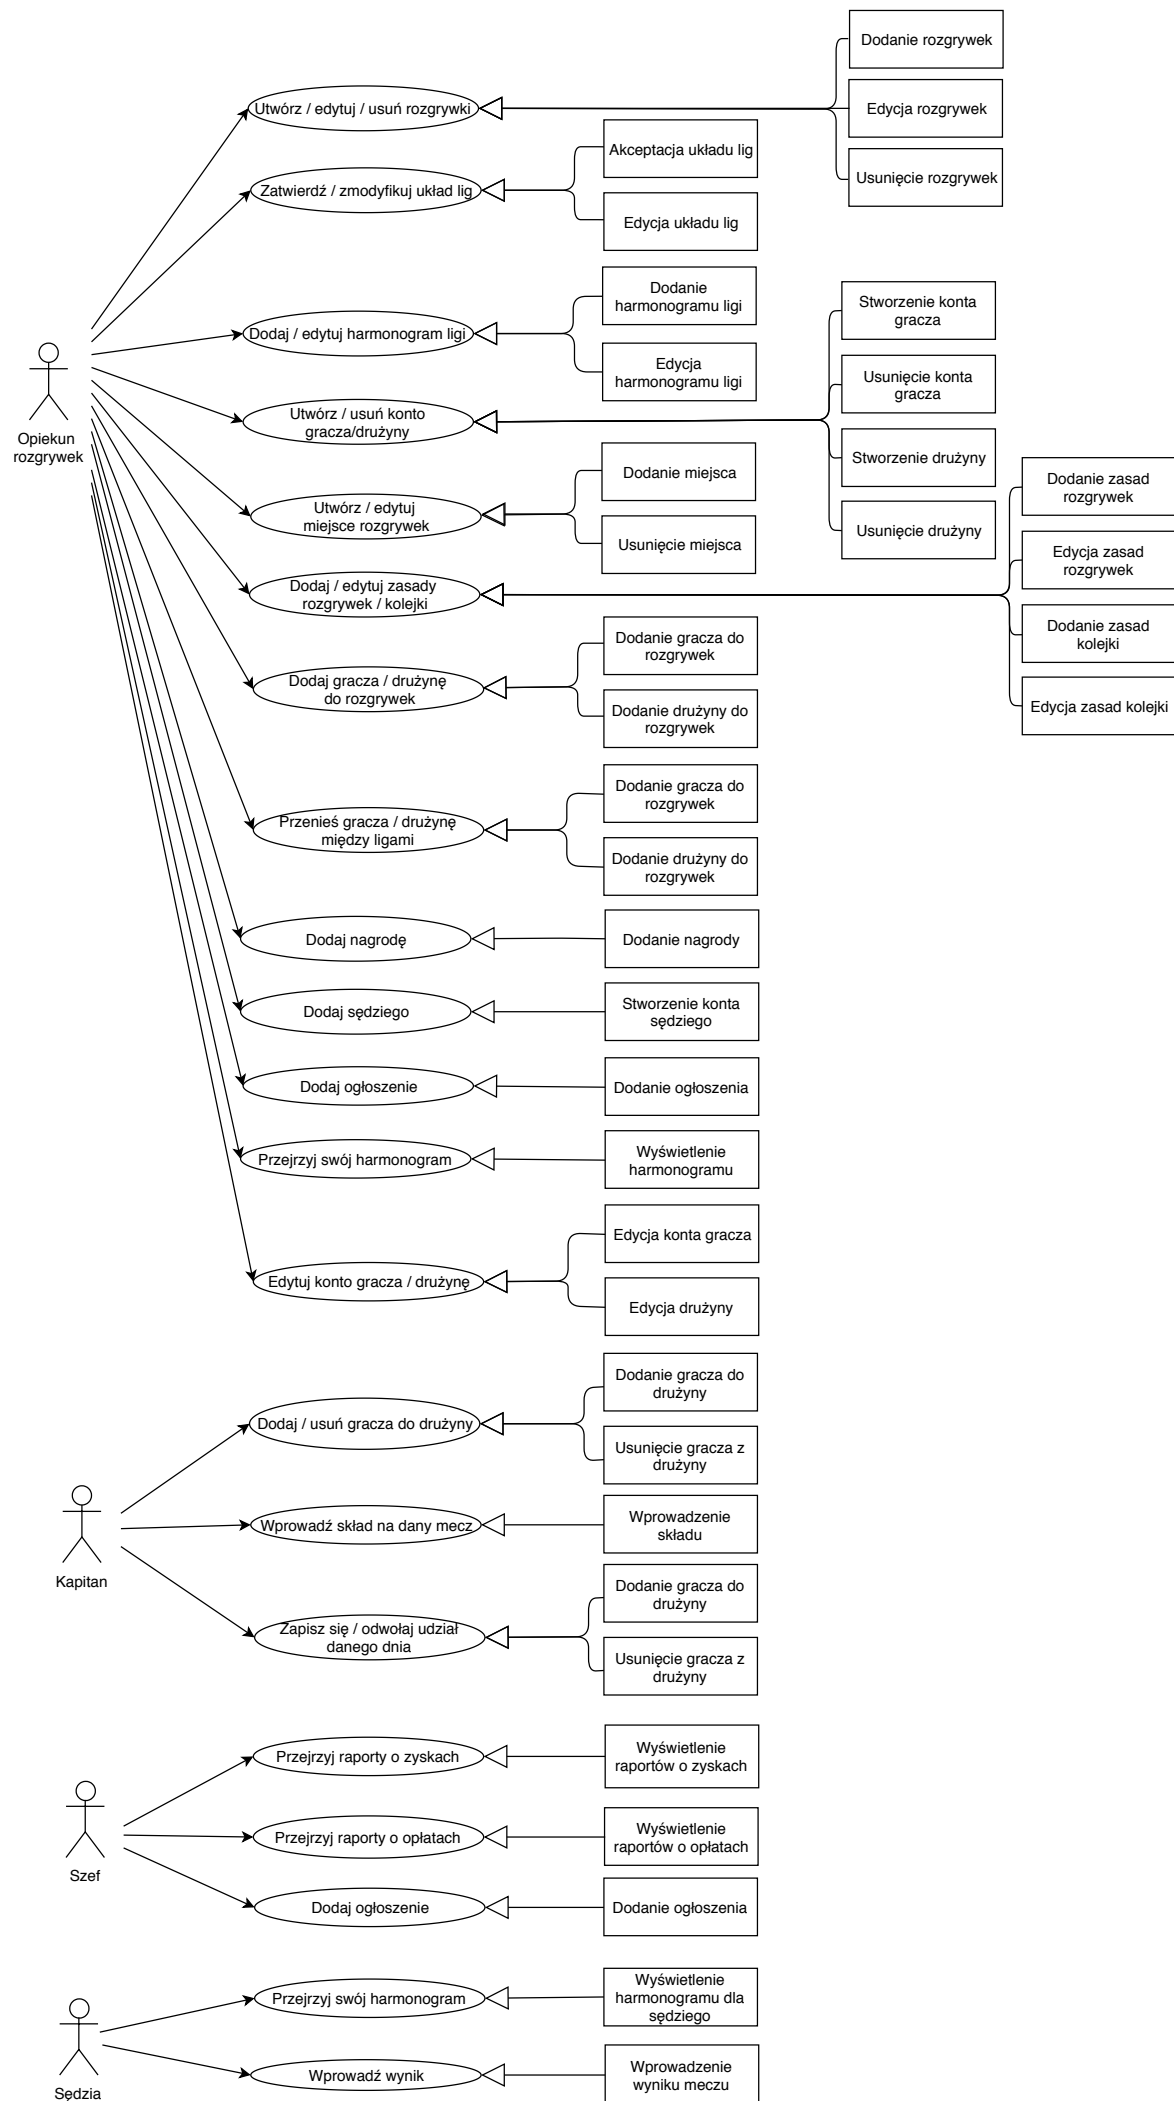 Dodanie rozgrywek
Utwórz / edytuj / usuń rozgrywki
Edycja rozgrywek
Usunięcie rozgrywek
Akceptacja układu lig
Zatwierdź / zmodyfikuj układ lig
Edycja układu lig
Dodanie
harmonogramu ligi
Dodaj / edytuj harmonogram ligi
Edycja
harmonogramu ligi
Stworzenie konta
gracza
Usunięcie konta
gracza
Opiekun
rozgrywek
Utwórz / usuń konto
gracza/drużyny
Stworzenie drużyny
Usunięcie drużyny
Dodanie miejsca
Utwórz / edytuj
miejsce rozgrywek
Usunięcie miejsca
Dodanie zasad
rozgrywek
Edycja zasad
rozgrywek
Dodaj / edytuj zasady
rozgrywek / kolejki
Dodanie zasad
kolejki
Edycja zasad kolejki
Dodanie gracza do
rozgrywek
Dodaj gracza / drużynę
do rozgrywek
Dodanie drużyny do
rozgrywek
Dodanie gracza do
rozgrywek
Przenieś gracza / drużynę
między ligami
Dodanie drużyny do
rozgrywek
Dodaj nagrodę
Dodanie nagrody
Dodaj sędziego
Stworzenie konta
sędziego
Dodaj ogłoszenie
Dodanie ogłoszenia
Przejrzyj swój harmonogram
Wyświetlenie
harmonogramu
Edycja konta gracza
Edytuj konto gracza / drużynę
Edycja drużyny
Dodanie gracza do
drużyny
Dodaj / usuń gracza do drużyny
Usunięcie gracza z
drużyny
Kapitan
Wprowadź skład na dany mecz
Wprowadzenie
składu
Dodanie gracza do
drużyny
Zapisz się / odwołaj udział
danego dnia
Usunięcie gracza z
drużyny
Przejrzyj raporty o zyskach
Wyświetlenie
raportów o zyskach
Szef
Przejrzyj raporty o opłatach
Wyświetlenie
raportów o opłatach
Dodaj ogłoszenie
Dodanie ogłoszenia
Przejrzyj swój harmonogram
Wyświetlenie
harmonogramu dla
sędziego
Sędzia
Wprowadź wynik
Wprowadzenie
wyniku meczu